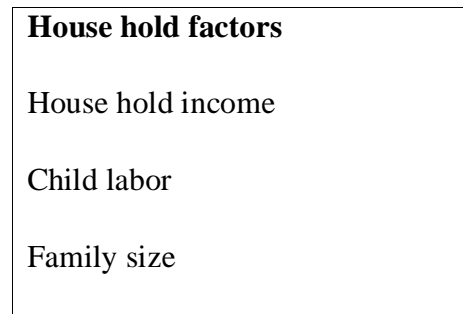 House hold factors
House hold income
Child labor
Family size